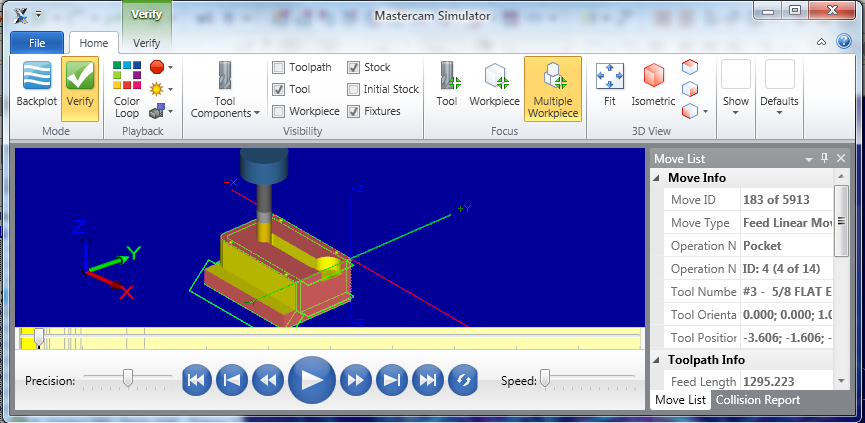 Verify
Mastercam Simulator
File
Home
Verify
Backplot
Verify
Mode
Color
Loop
Playback
Tool
Components
Toolpath
Tool
Workpiece
Stock
Initial Stock
Fixtures
Visibility
Tool
Workpiece
Multiple
Workpiece
Focus
Fit
Isometric
3D View
Show
Defaults
-X
+Z
+Y
Z
Y
X
Move List
Move Info
Move ID 183 of 5913
Move Type Feed Linear Mov
Operation N Pocket
Operation N ID: 4 (4 of 14)
Tool Numbe #3 - 5/8 FLAT E
Tool Orienta 0.000; 0.000; 1.0
Tool Position -3.606; -1.606; -
Toolpath Info
Feed Length 1295.223
Move List
Collision Report
Precision:
Speed: